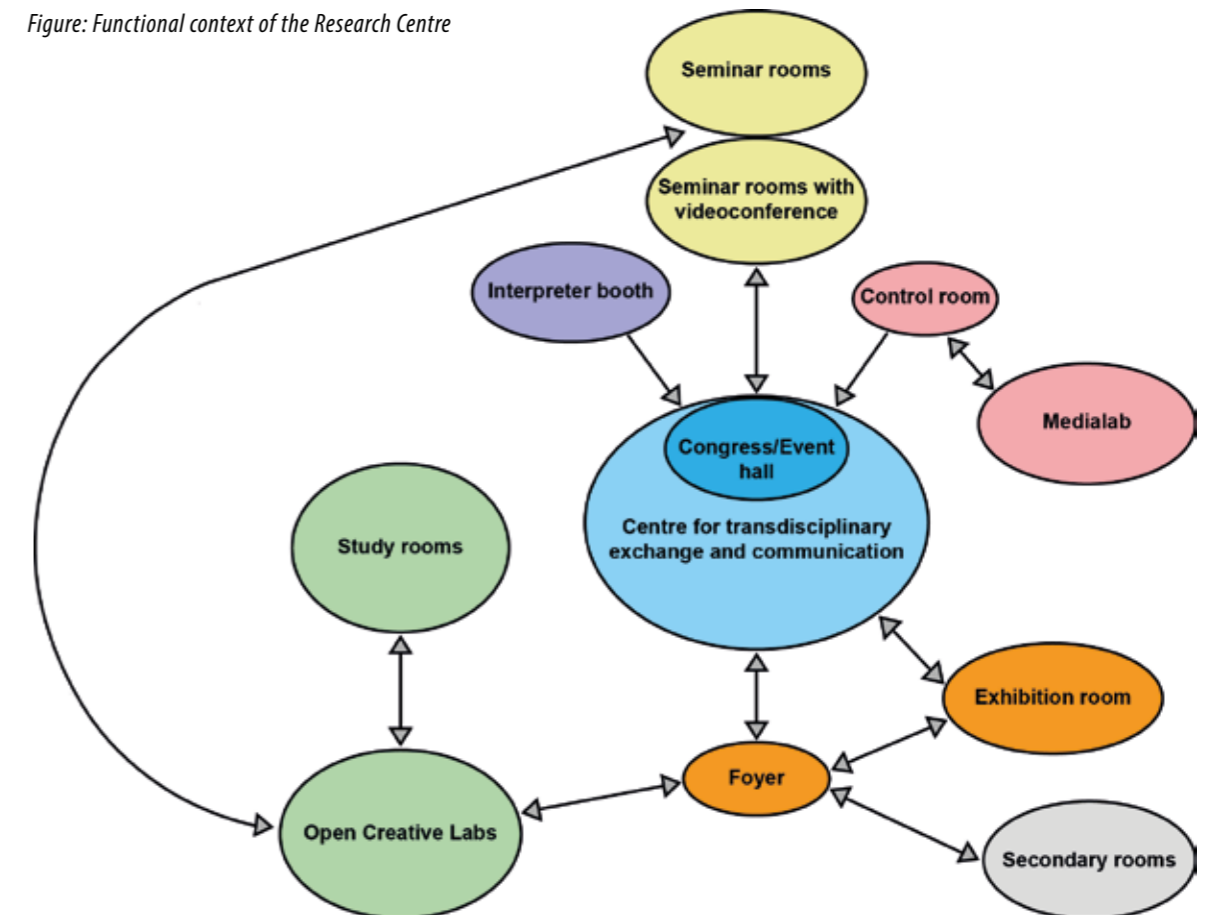 Figure: Functional context of the Research Centre
Seminar rooms
Seminar rooms with
videoconference
Interpreter booth
Control room
Medialab
Congress/Event
hall
Centre for transdisciplinary
exchange and communication
Study rooms
Exhibition room
Foyer
Open Creative Labs
Secondary rooms